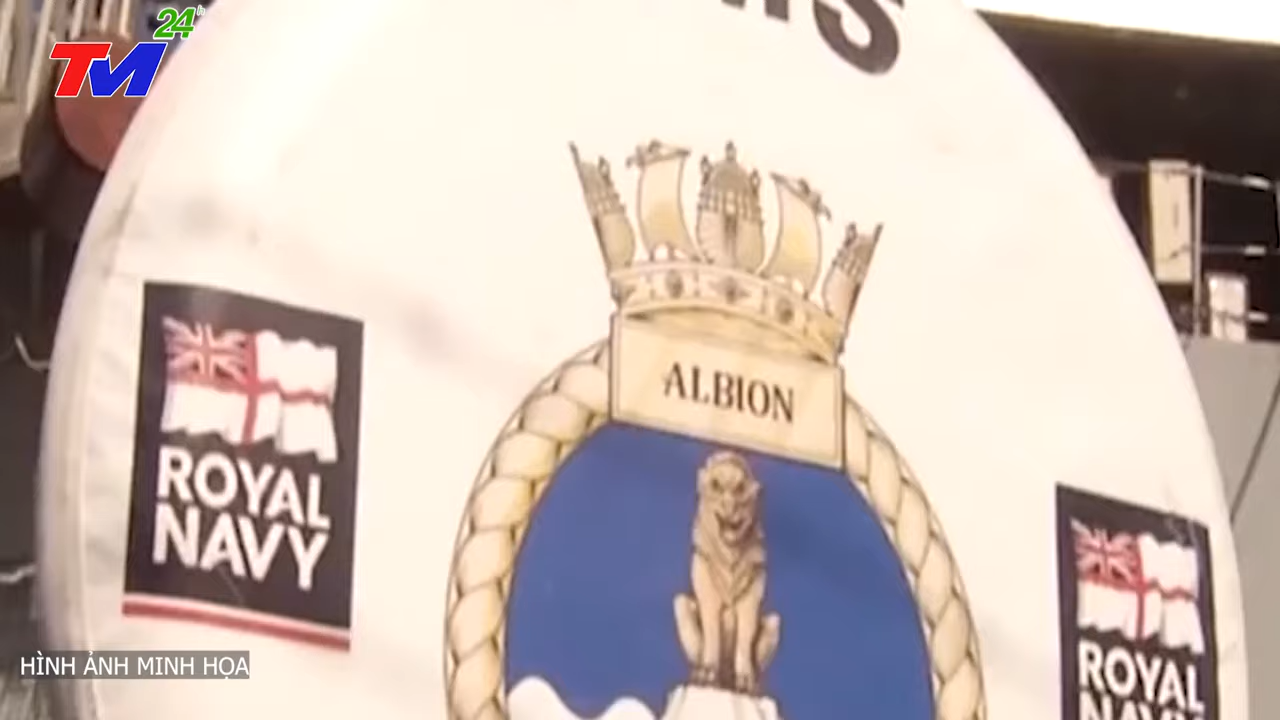 24h
TM
ALBION
ROYAL
NAVY
ROYAL
HÌNH ẢNH MINH HỌA